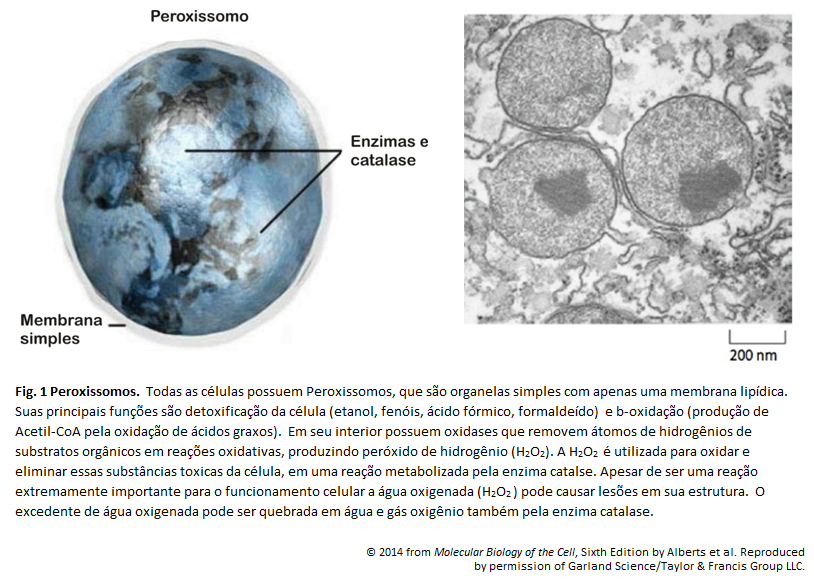 Peroxissomo
Enzimas e
catalase
Membrana
simples
200 nm
Fig. 1 Peroxissomos. Todas as células possuem Peroxissomos, que são organelas simples com apenas uma membrana lipídica.
Suas principais funções são detoxificação da célula (etanol, fenóis, ácido fórmico, formaldeído) e b-oxidação (produção de
Acetil-CoA pela oxidação de ácidos graxos). Em seu interior possuem oxidases que removem átomos de hidrogênios de
substratos orgânicos em reações oxidativas, produzindo peróxido de hidrogênio (H₂O₂). A H₂O₂ é utilizada para oxidar e
eliminar essas substâncias toxicas da célula, em uma reação metabolizada pela enzima catalse. Apesar de ser uma reação
extremamente importante para o funcionamento celular a água oxigenada (H₂O₂ ) pode causar lesões em sua estrutura. O
excedente de água oxigenada pode ser quebrada em água e gás oxigênio também pela enzima catalase.
© 2014 from Molecular Biology of the Cell, Sixth Edition by Alberts et al. Reproduced
by permission of Garland Science/Taylor & Francis Group LLC.